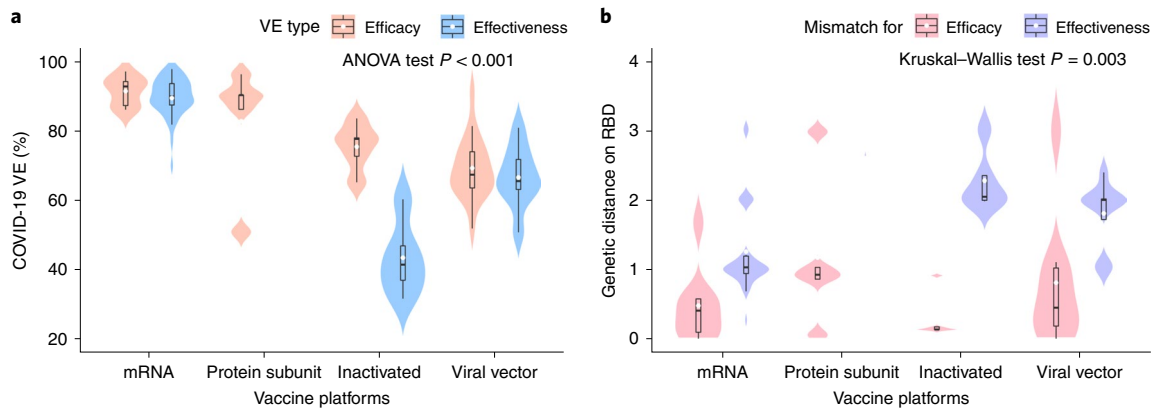 a
VE type Efficacy Effectiveness
ANOVA test P < 0.001
COVID-19 VE (%)
100
80
60
40
20
mRNA Protein subunit Inactivated Viral vector
Vaccine platforms
b
Mismatch for Efficacy Effectiveness
Kruskal–Wallis test P = 0.003
Genetic distance on RBD
4
3
2
1
0
mRNA Protein subunit Inactivated Viral vector
Vaccine platforms